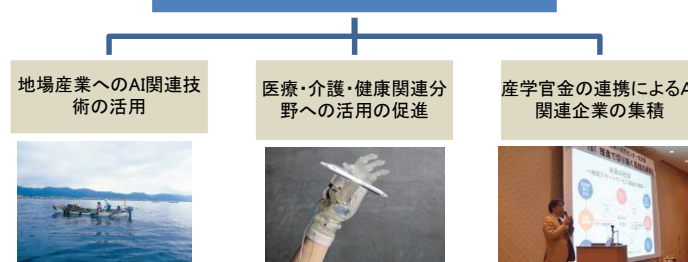 地場産業へのAI関連技
術の活用
医療・介護・健康関連分
野への活用の促進
産学官金の連携によるA
関連企業の集積